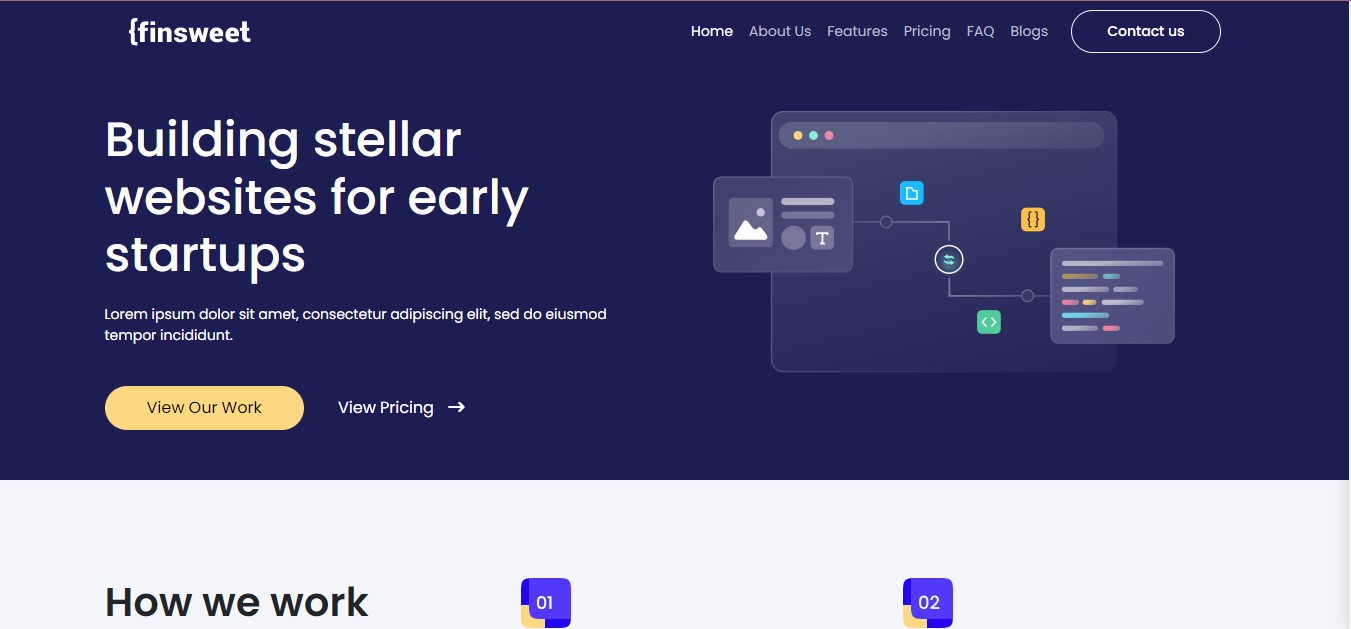 {finsweet
Home About Us Features Pricing FAQ Blogs Contact us
Building stellar
websites for early
startups
Lorem ipsum dolor sit amet, consectetur adipiscing elit, sed do eiusmod
tempor incididunt.
View Our Work View Pricing →
T
{}
<>
How we work
01
02